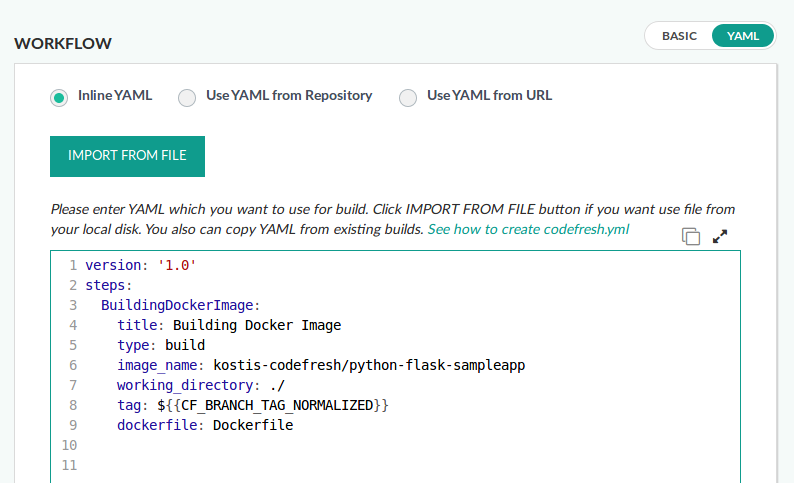 WORKFLOW
BASIC YAML
Inline YAML Use YAML from Repository Use YAML from URL
IMPORT FROM FILE
Please enter YAML which you want to use for build. Click IMPORT FROM FILE button if you want use file from
your local disk. You also can copy YAML from existing builds. See how to create codefresh.yml
1 version: '1.0'
2 steps:
3   BuildingDockerImage:
4     title: Building Docker Image
5     type: build
6     image_name: kostis-codefresh/python-flask-sampleapp
7     working_directory: ./
8     tag: ${{CF_BRANCH_TAG_NORMALIZED}}
9     dockerfile: Dockerfile
10
11